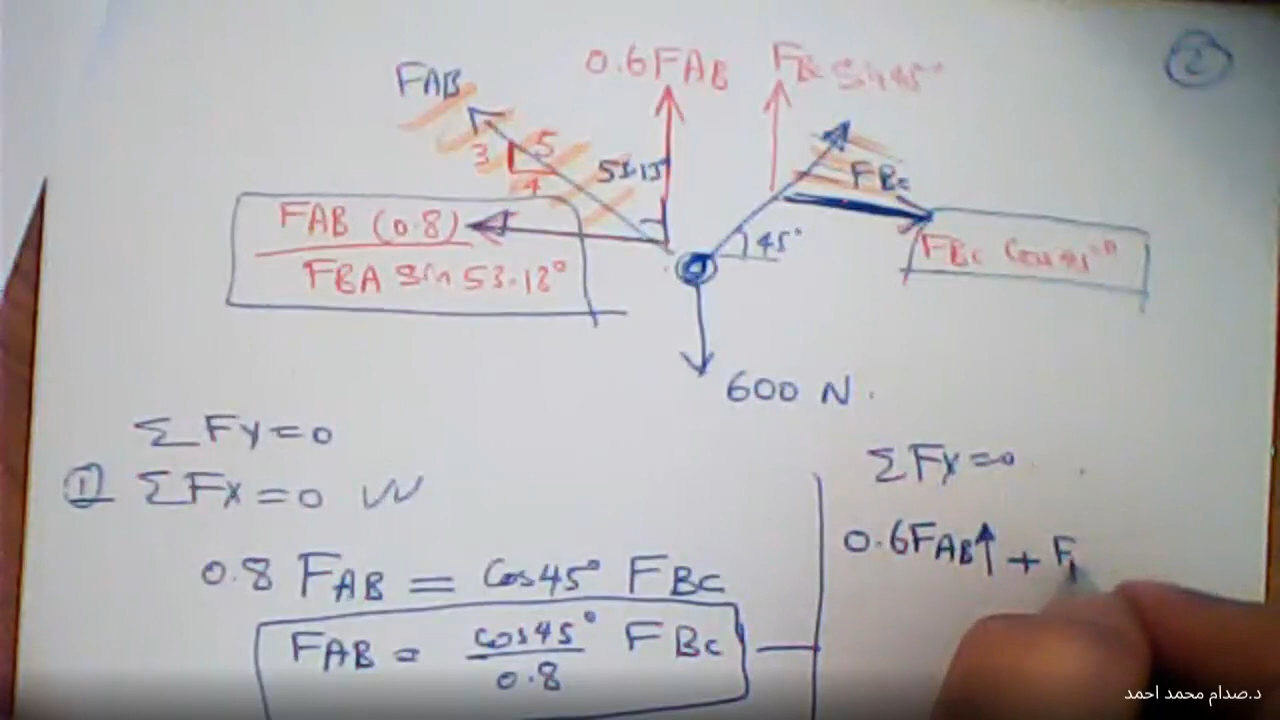 2
0.6FAB
FBC Sin45°
FAB
3
5
4
53.13
FBC
FAB (0.8)
FBA sin 53.13°
45°
FBC Cos45°
600 N.
ΣFy=0
① ΣFx=0
0.8 FAB = Cos45° FBC
FAB = cos45°/0.8 FBC
ΣFy=0
0.6FAB↑ + F
د.صدام محمد احمد